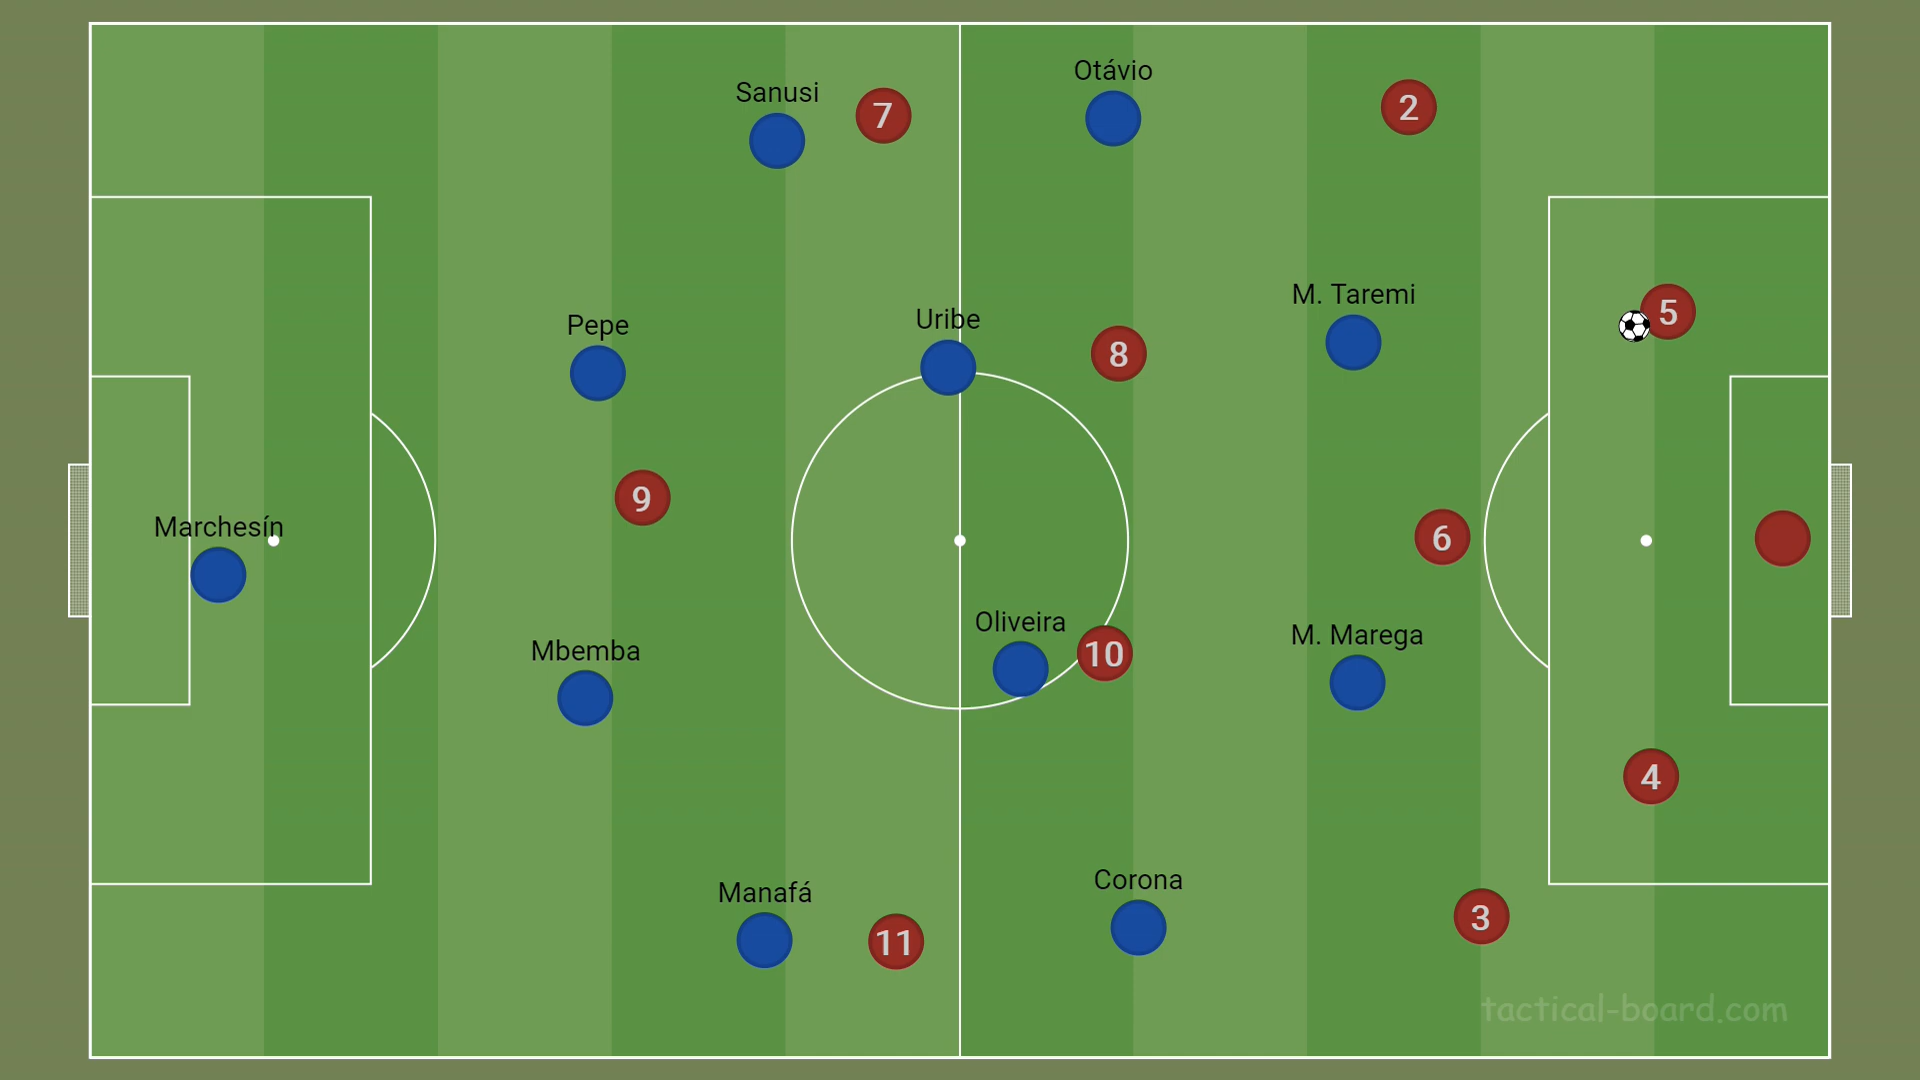 Otávio
Sanusi
7
2
M. Taremi
5
Uribe
Pepe
8
9
Marchesín
6
Oliveira
M. Marega
Mbemba
10
4
Corona
Manafá
3
11
tactical-board.com